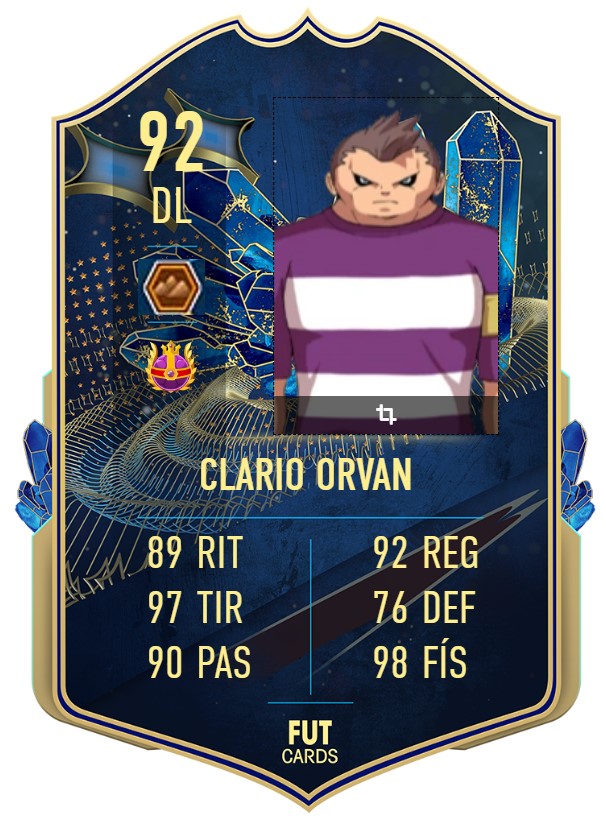 92
DL
CLARIO ORVAN
89 RIT
97 TIR
90 PAS
92 REG
76 DEF
98 FÍS
FUT
CARDS